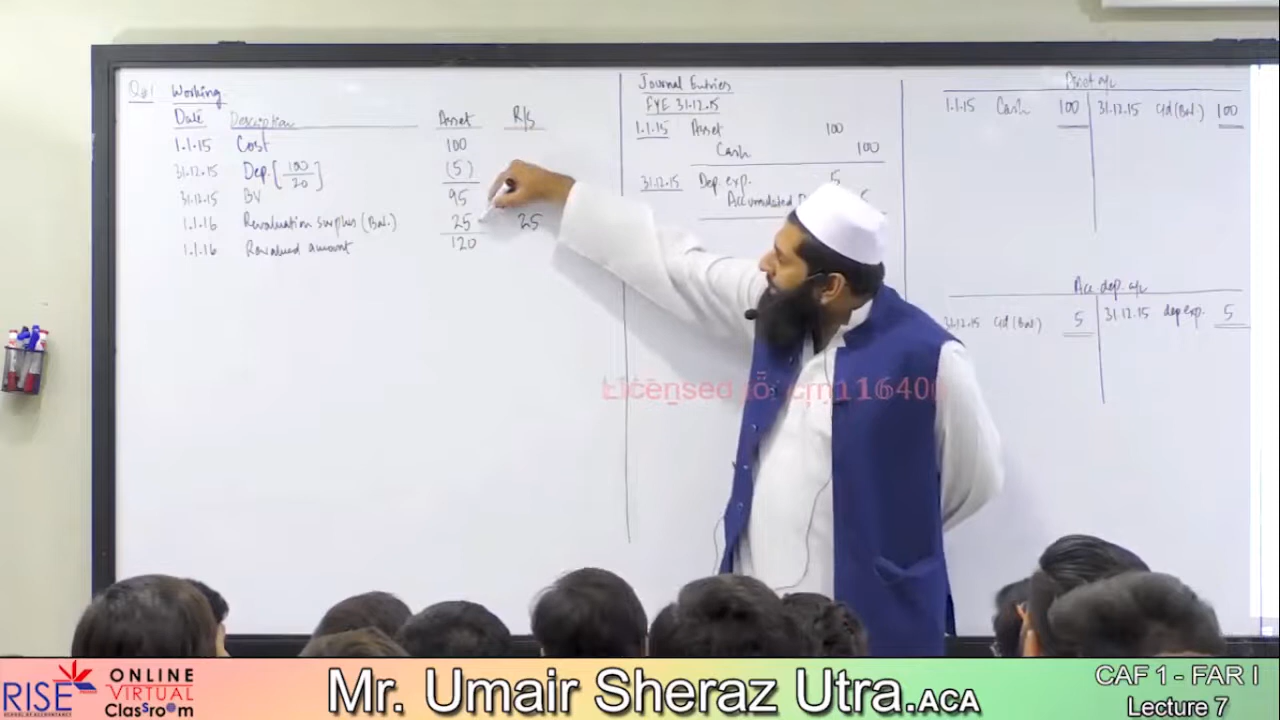 Q#1 Working
Date Description Asset R/S
1.1.15 Cost 100
31.12.15 Dep. [100/20] (5)
31.12.15 BV 95
1.1.16 Revaluation surplus (Bal.) 25 25
1.1.16 Revalued amount 120
Journal Entries
FYE 31.12.15
1.1.15 Asset 100
Cash 100
31.12.15 Dep. exp. 5
Accumulated
Asset a/c
1.1.15 Cash 100 31.12.15 c/d (Bal.) 100
Acc dep. a/c
31.12.15 c/d (Bal.) 5 31.12.15 dep exp. 5
Licensed to: crn116400
RISE
SCHOOL OF ACCOUNTANCY
ONLINE
VIRTUAL
Classroom
Mr. Umair Sheraz Utra.ACA
CAF 1 - FAR I
Lecture 7